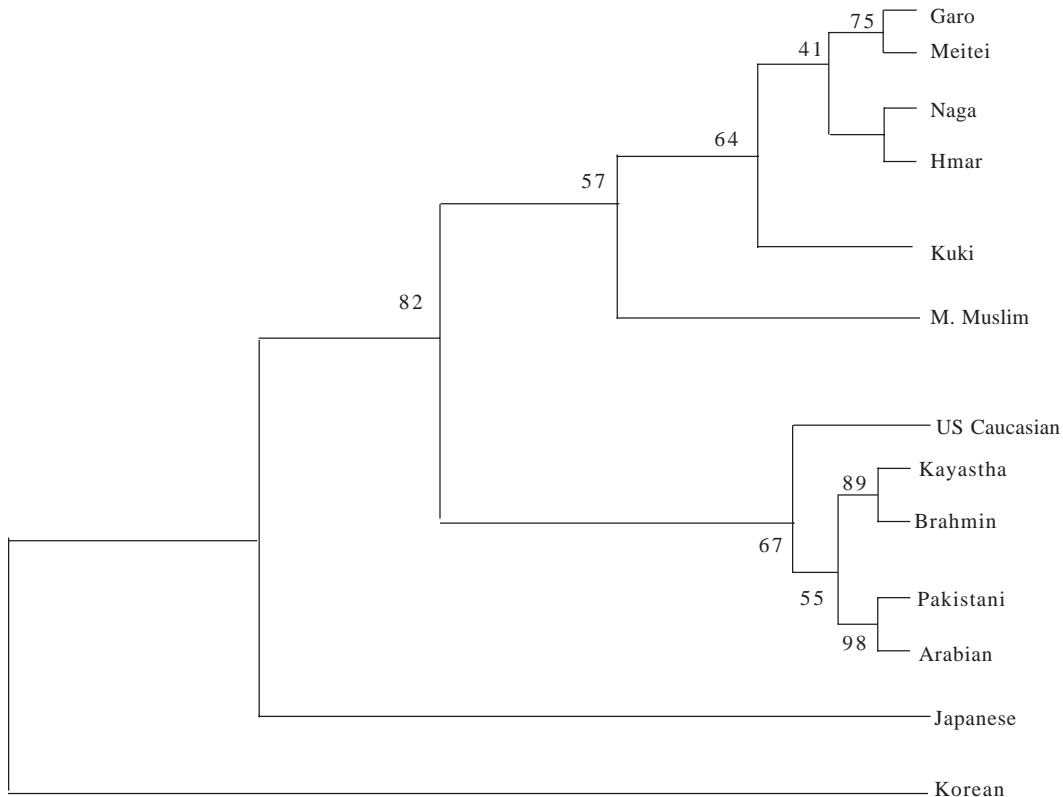 75
Garo
41
Meitei
Naga
64
Hmar
57
Kuki
82
M. Muslim
US Caucasian
Kayastha
89
Brahmin
67
55
Pakistani
98
Arabian
Japanese
Korean